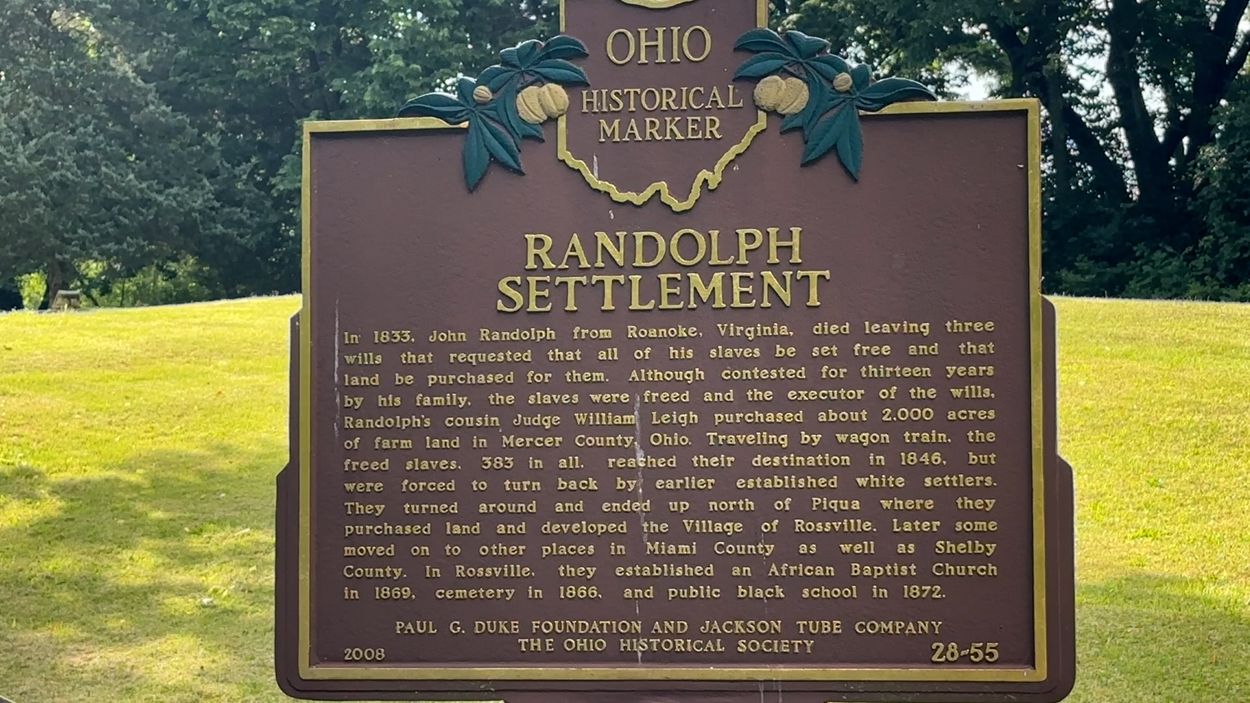 OHIO
HISTORICAL
MARKER
RANDOLPH
SETTLEMENT
In 1833, John Randolph from Roanoke, Virginia, died leaving three
wills that requested that all of his slaves be set free and that
land be purchased for them. Although contested for thirteen years
by his family, the slaves were freed and the executor of the wills,
Randolph's cousin Judge William Leigh purchased about 2,000 acres
of farm land in Mercer County, Ohio. Traveling by wagon train, the
freed slaves, 383 in all, reached their destination in 1846, but
were forced to turn back by earlier established white settlers.
They turned around and ended up north of Piqua where they
purchased land and developed the Village of Rossville. Later some
moved on to other places in Miami County as well as Shelby
County. In Rossville, they established an African Baptist Church
in 1869, cemetery in 1866, and public black school in 1872.
PAUL G. DUKE FOUNDATION AND JACKSON TUBE COMPANY
THE OHIO HISTORICAL SOCIETY
2008
28-55